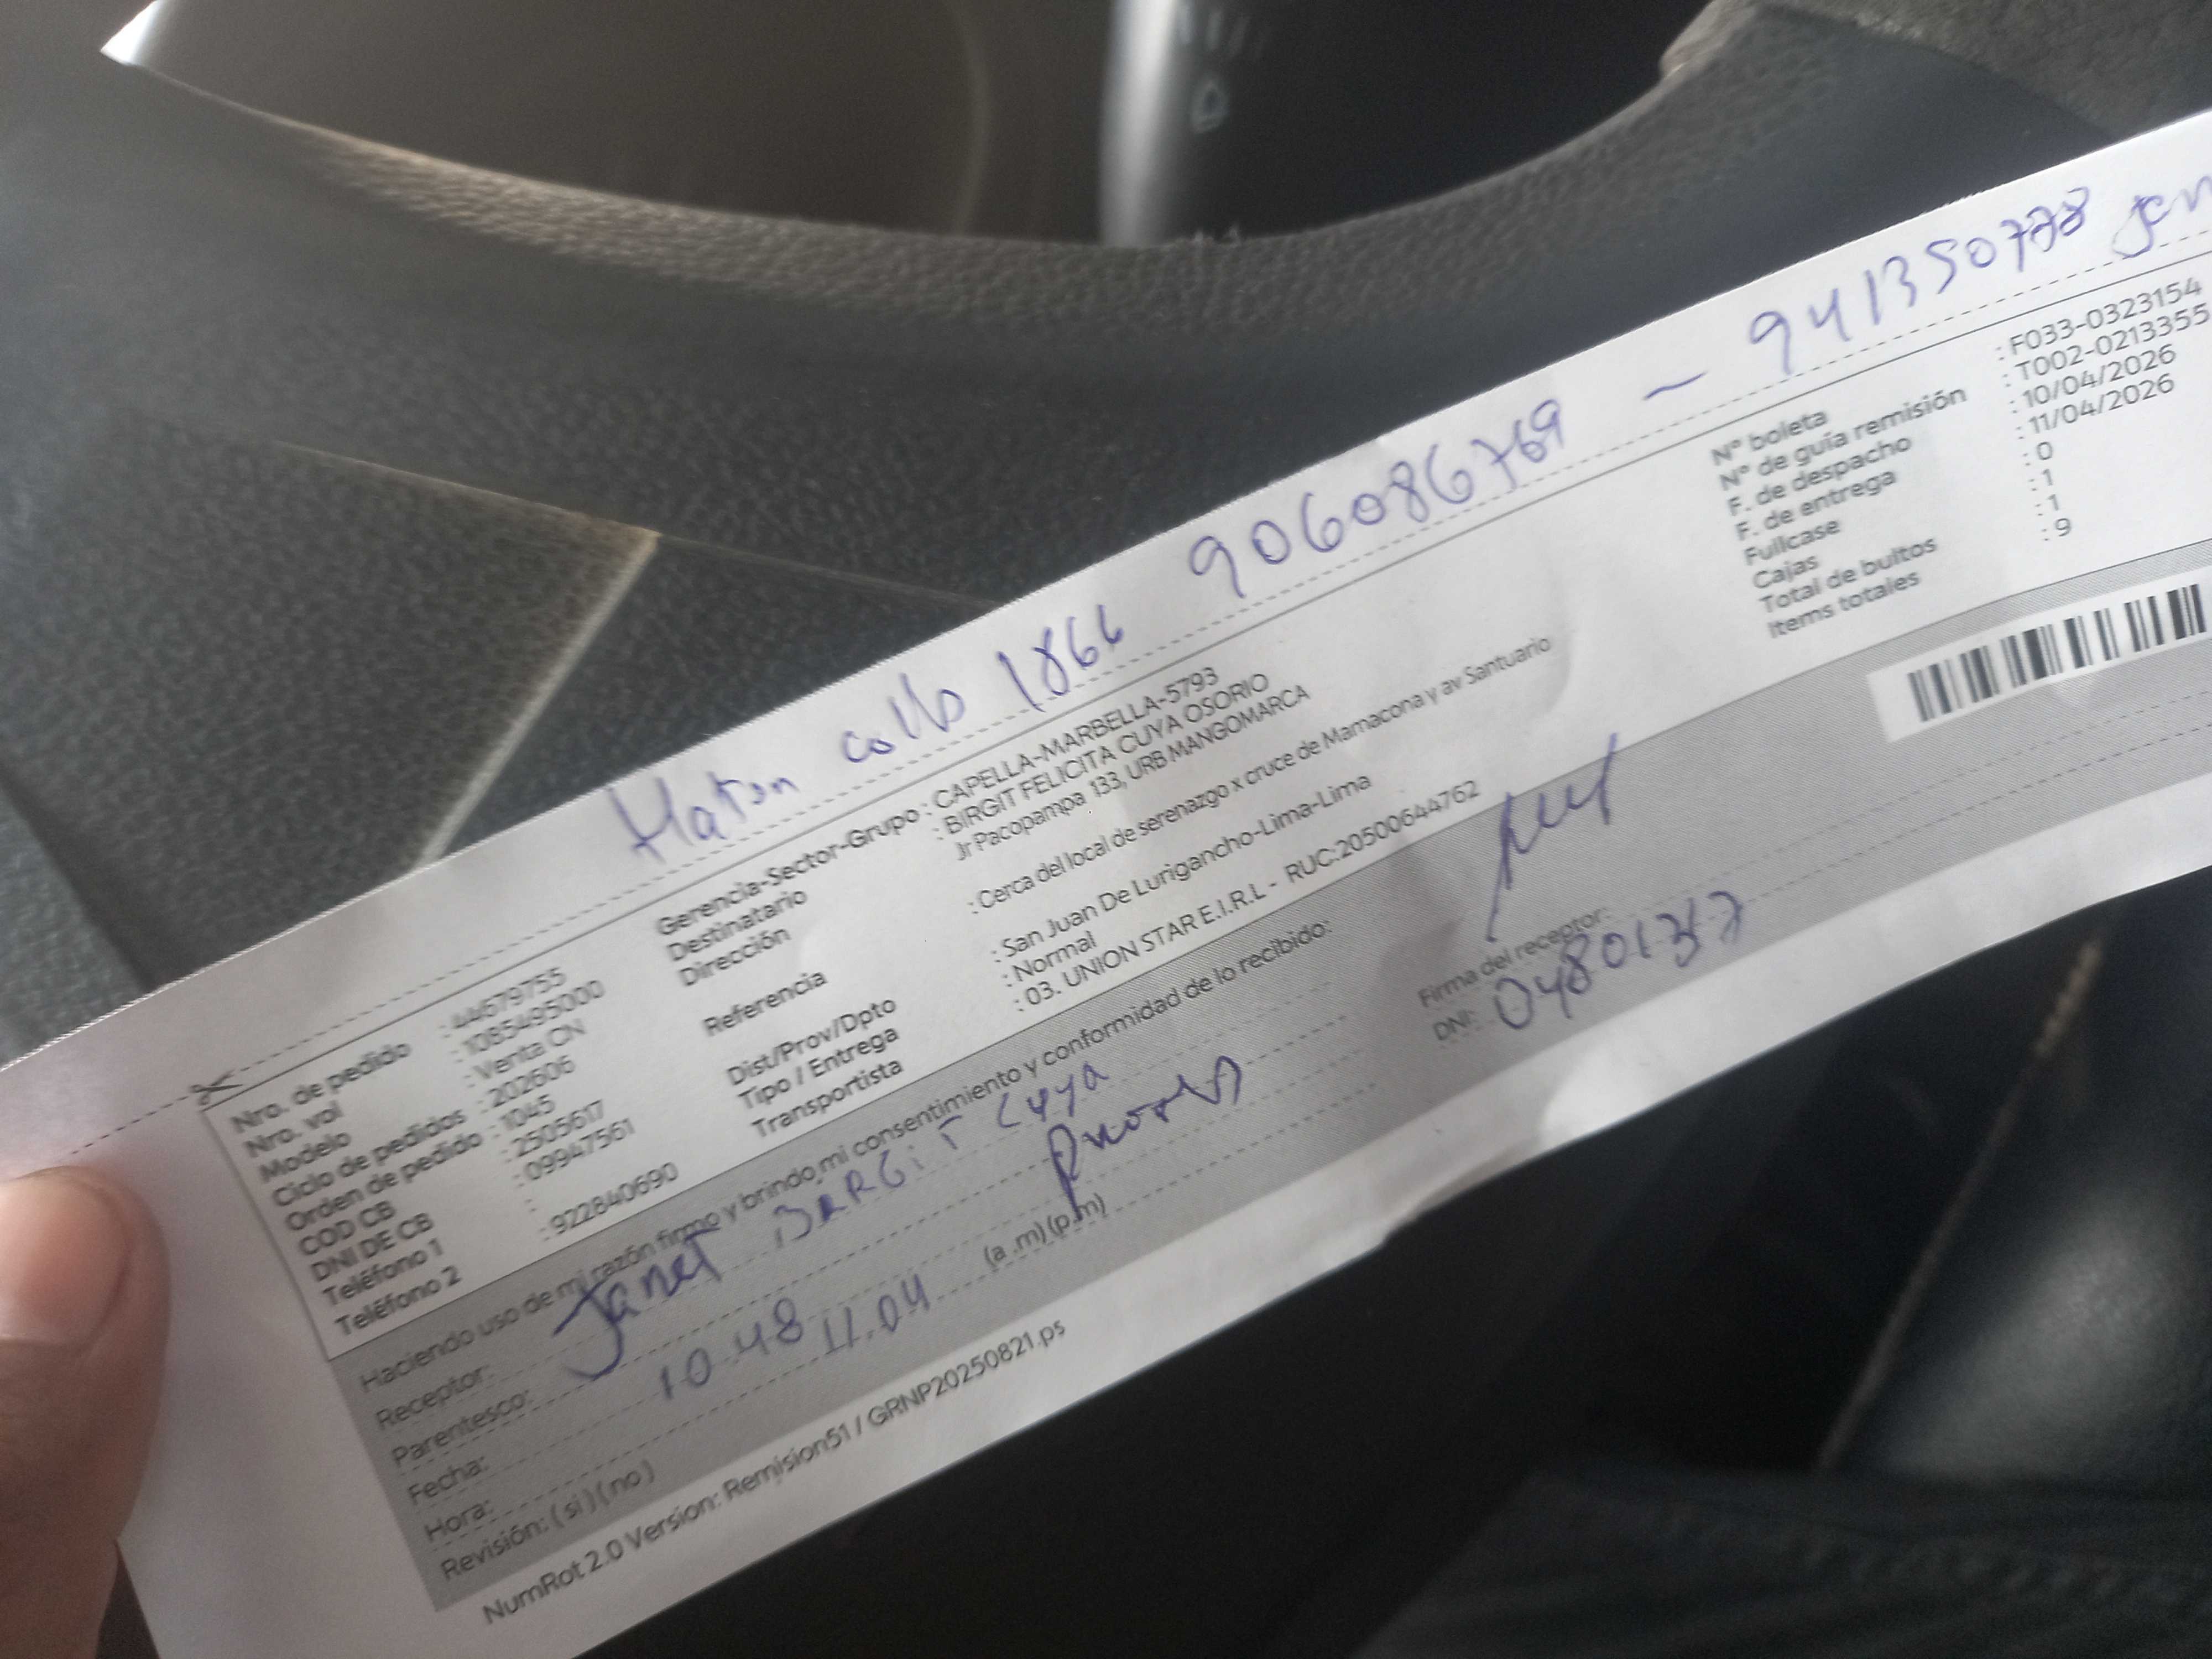 Haton collo 1866 906086769 - 941350778
Nro. de pedido : 44679755
Nro. vol : 1085495000
Modelo : Venta CN
Ciclo de pedidos : 202606
Orden de pedido : 1045
COD CB : 2505617
DNI DE CB : 09947561
Teléfono 1 :
Teléfono 2 : 922840690
Gerencia-Sector-Grupo : CAPELLA-MARBELLA-5793
Destinatario : BIRGIT FELICITA CUYA OSORIO
Dirección Jr Pacopampa 133, URB MANGOMARCA
Referencia : Cerca del local de serenazgo x cruce de Mamacona y av Santuario
Dist/Prov/Dpto : San Juan De Lurigancho-Lima-Lima
Tipo / Entrega : Normal
Transportista : 03. UNION STAR E.I.R.L - RUC:20500644762
N° boleta : F033-0323154
N° de guía remisión : T002-0213355
F. de despacho : 10/04/2026
F. de entrega : 11/04/2026
Fullcase : 0
Cajas : 1
Total de bultos : 1
Items totales : 9
Haciendo uso de mi razón firmo y brindo mi consentimiento y conformidad de lo recibido:
Receptor: Janet Cuya
Parentesco:
Fecha: 10.48 11.04
Hora: (a .m) (p.m)
Revisión: ( si ) ( no )
Firma del receptor:
DNI:
NumRot 2.0 Version: Remision51 / GRNP20250821.ps